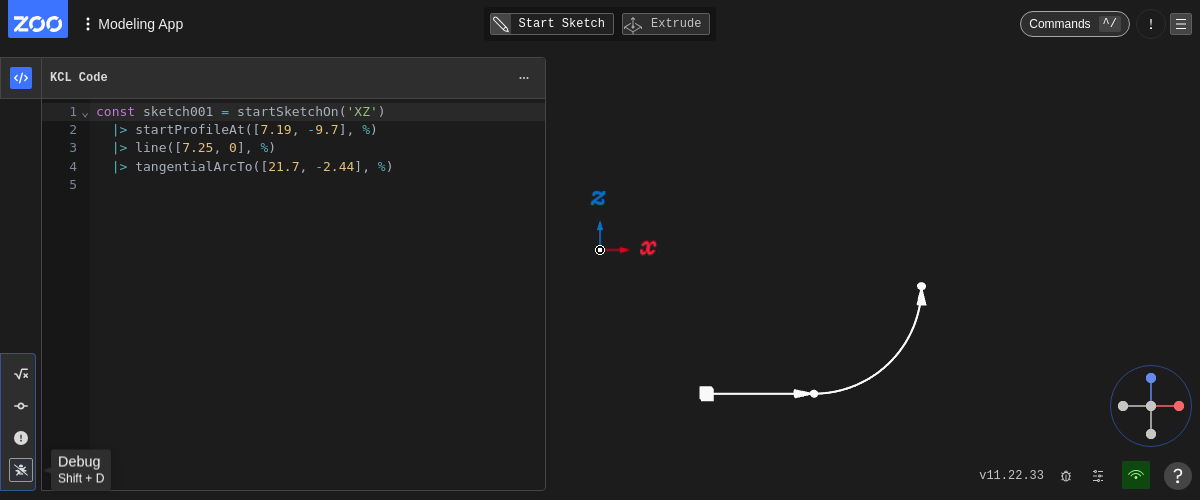 ZOO
Modeling App
Start Sketch
Extrude
Commands ^/
!
KCL Code
...
1 const sketch001 = startSketchOn('XZ')
2   |> startProfileAt([7.19, -9.7], %)
3   |> line([7.25, 0], %)
4   |> tangentialArcTo([21.7, -2.44], %)
5
z
x
Debug
Shift + D
v11.22.33
?